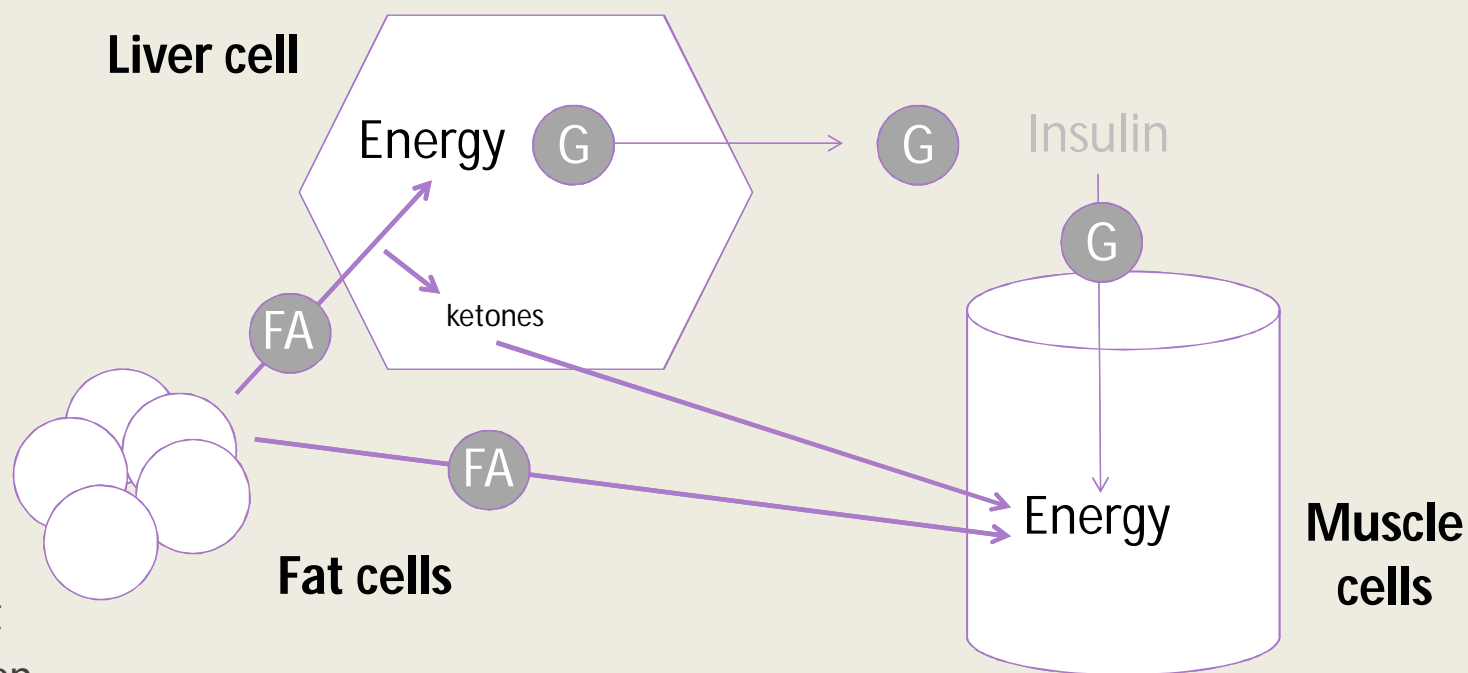 Liver cell
Energy
G
G
Insulin
G
ketones
FA
FA
Energy
Fat cells
Muscle
cells